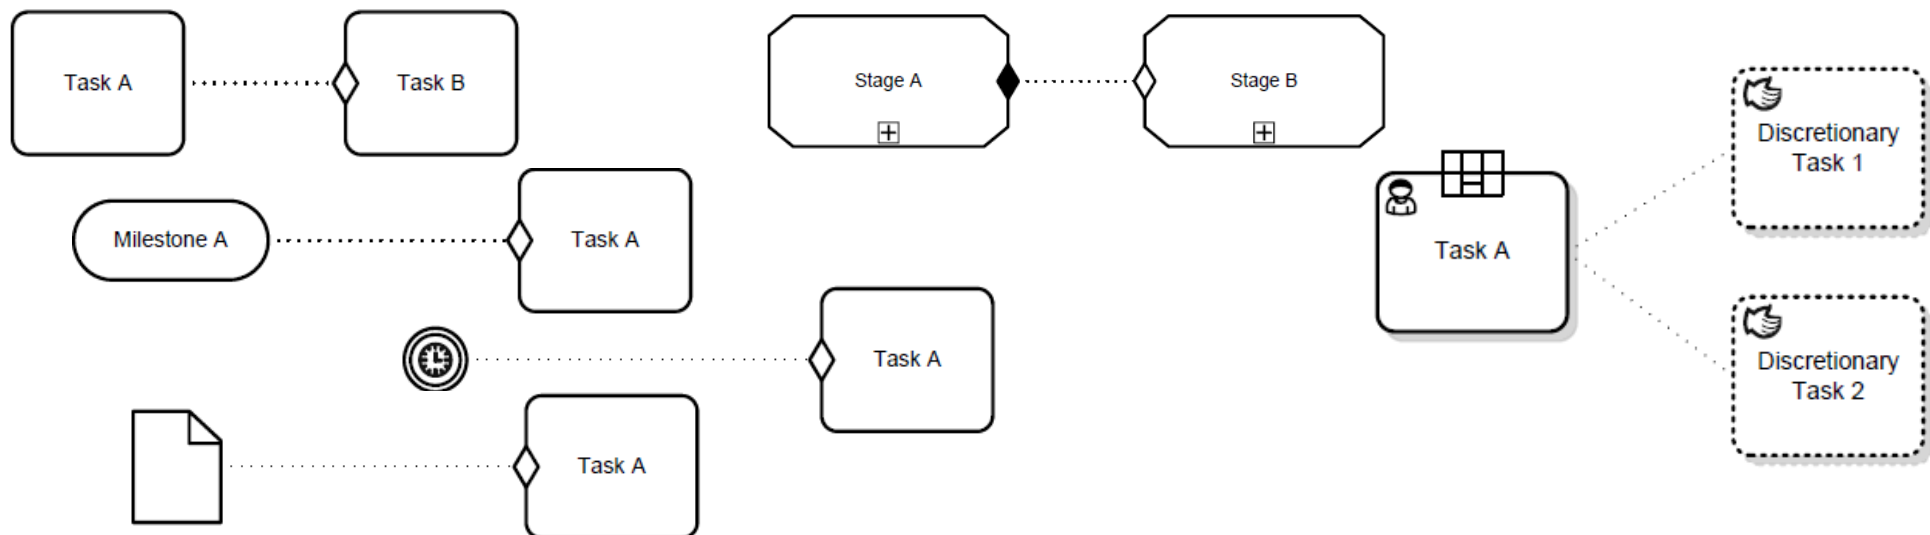 Task A
Task B
Stage A
Stage B
Discretionary
Task 1
Milestone A
Task A
Task A
Task A
Discretionary
Task 2
Task A